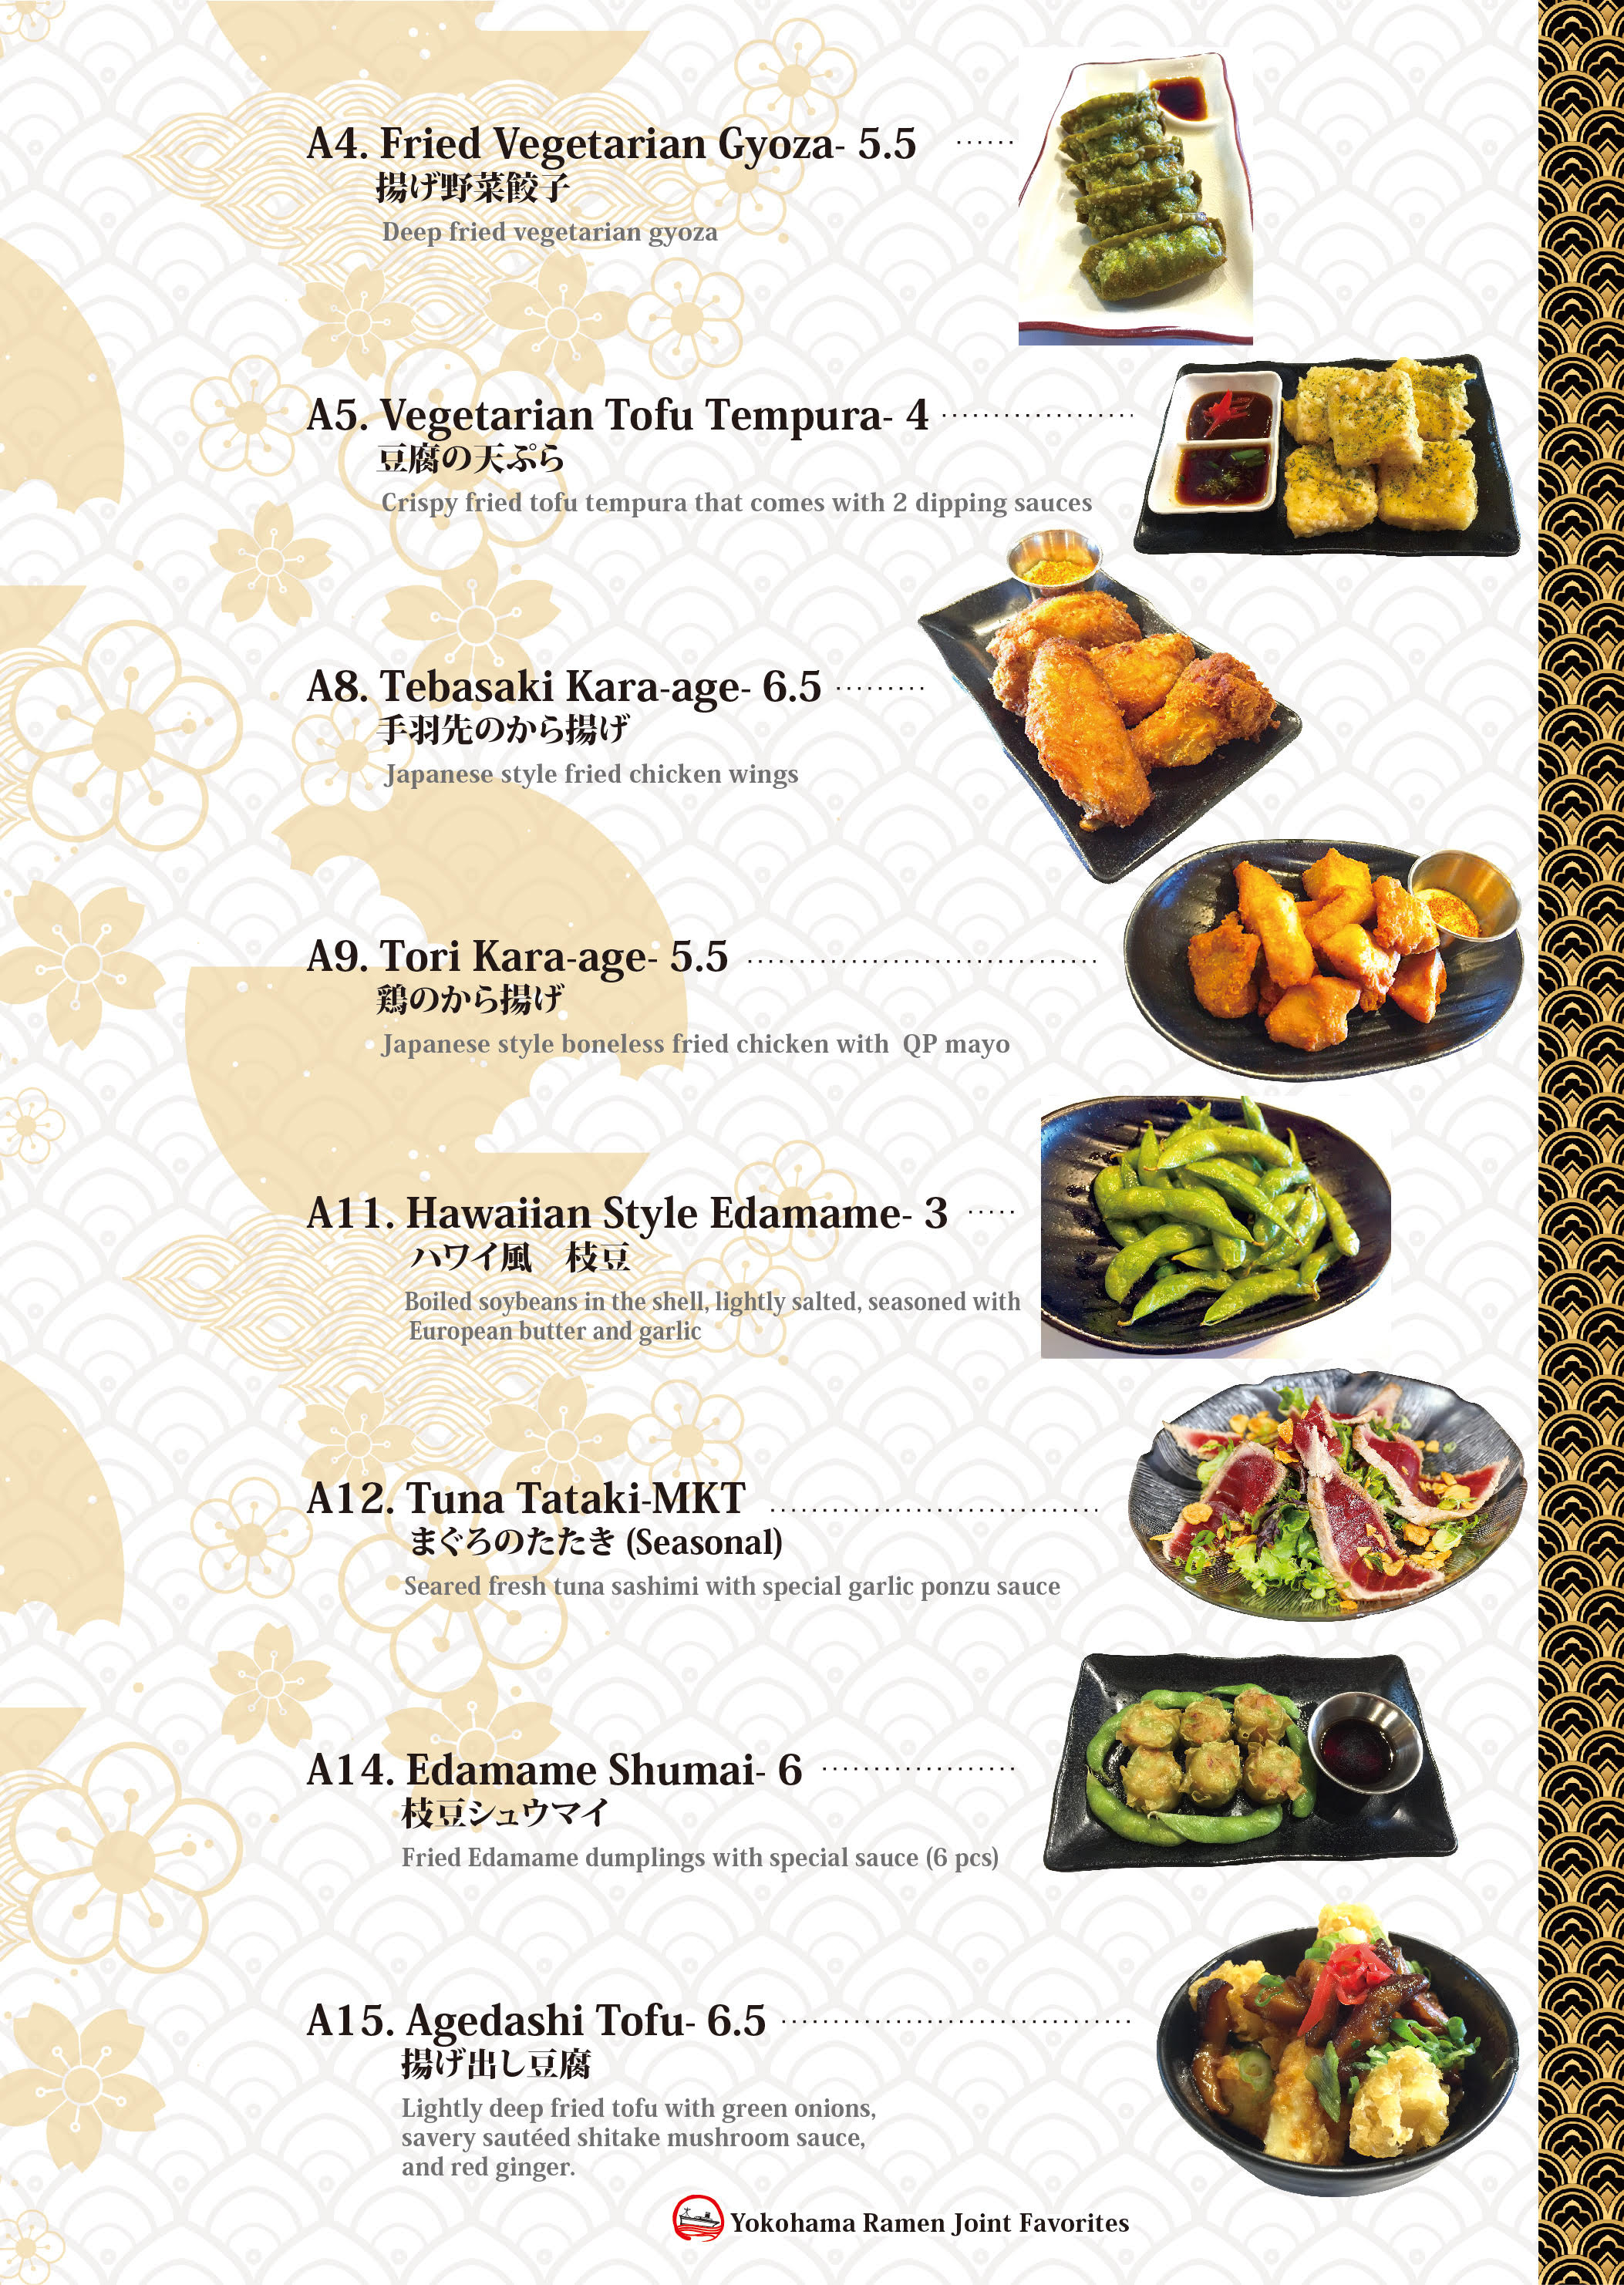 A4. Fried Vegetarian Gyoza- 5.5 ......
揚げ野菜餃子
Deep fried vegetarian gyoza
A5. Vegetarian Tofu Tempura- 4 ...................
豆腐の天ぷら
Crispy fried tofu tempura that comes with 2 dipping sauces
A8. Tebasaki Kara-age- 6.5 .........
手羽先のから揚げ
Japanese style fried chicken wings
A9. Tori Kara-age- 5.5 ..................................
鶏のから揚げ
Japanese style boneless fried chicken with QP mayo
A11. Hawaiian Style Edamame- 3 .....
ハワイ風　枝豆
Boiled soybeans in the shell, lightly salted, seasoned with
European butter and garlic
A12. Tuna Tataki-MKT ................................
まぐろのたたき (Seasonal)
Seared fresh tuna sashimi with special garlic ponzu sauce
A14. Edamame Shumai- 6 ...................
枝豆シュウマイ
Fried Edamame dumplings with special sauce (6 pcs)
A15. Agedashi Tofu- 6.5 ..................................
揚げ出し豆腐
Lightly deep fried tofu with green onions,
savery sautéed shitake mushroom sauce,
and red ginger.
Yokohama Ramen Joint Favorites